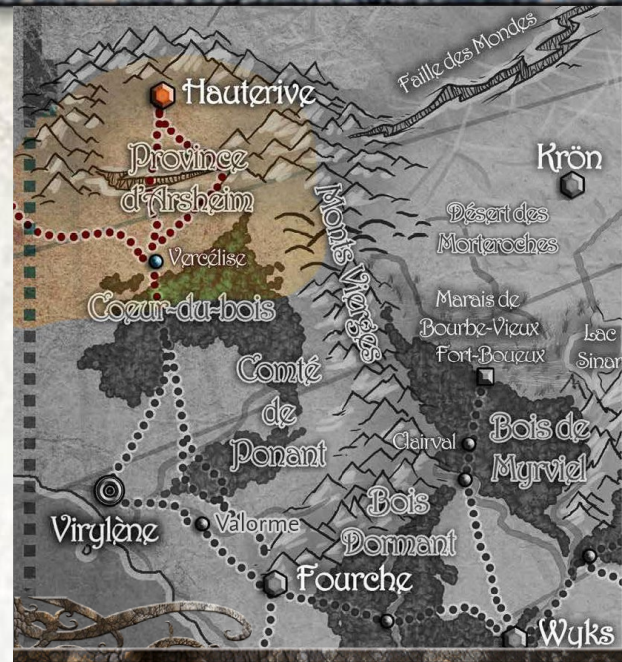 Faille des Mondes
Hauterive
Krön
Province
d'Arsheim
Désert des
Morteroches
Monts Vierges
Vercélise
Marais de
Bourbe-Vieux
Fort-Boueux
Coeur-du-bois
Lac
Sinar
Comté
de
Ponant
Clairval
Bois de
Myrviel
Bois
Dormant
Virylène
Valorme
Fourche
Wyks